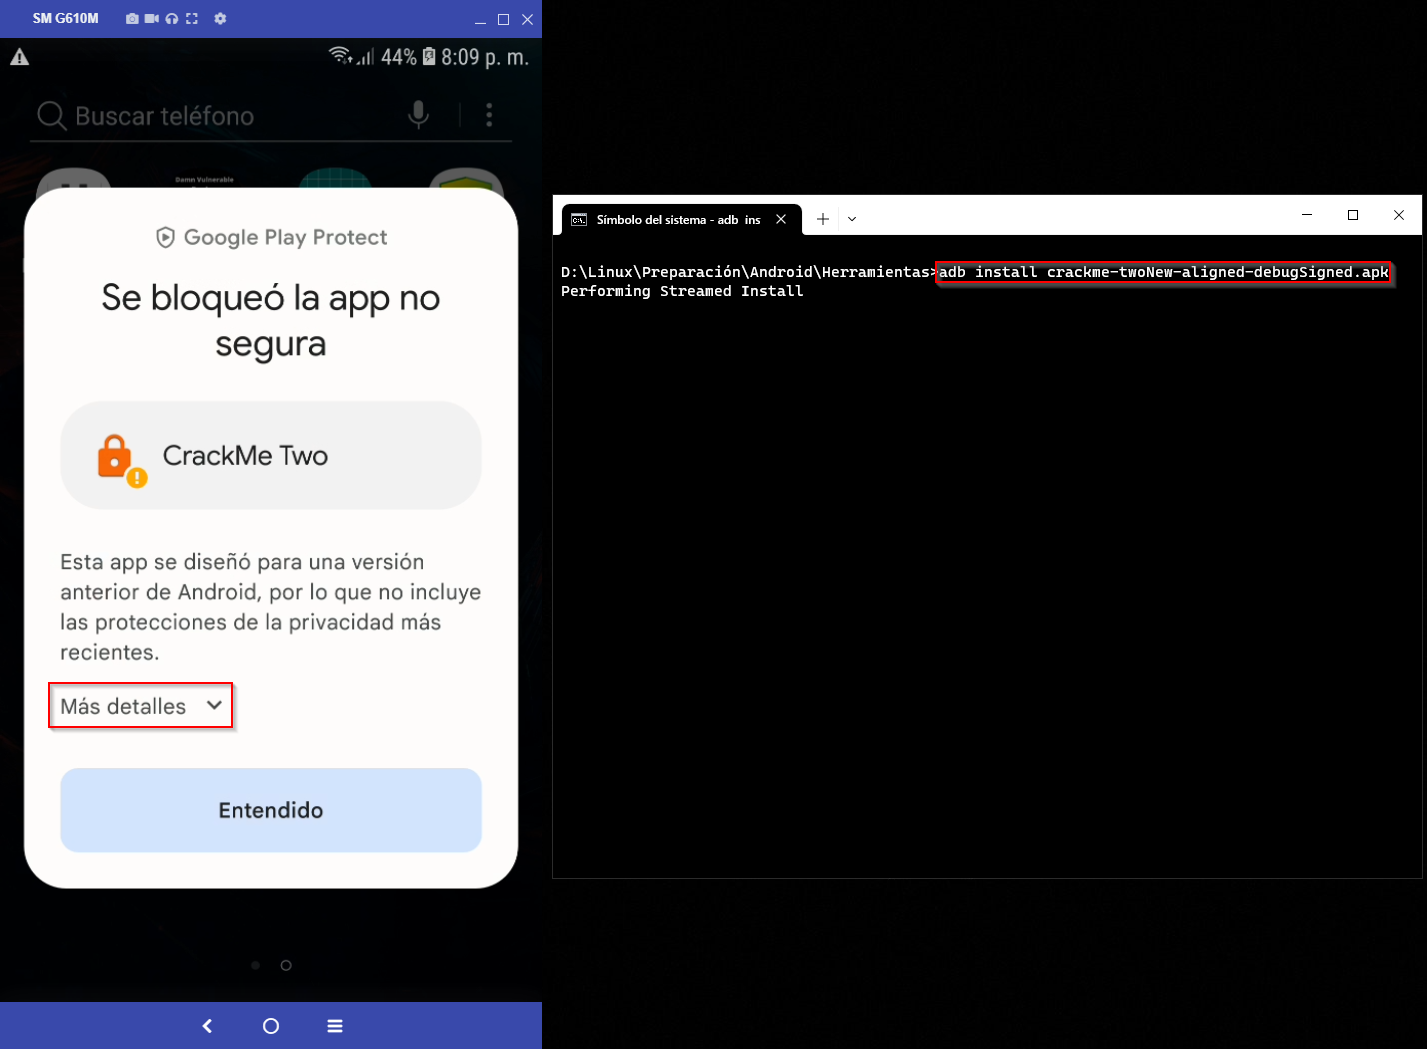 SM G610M
44% 8:09 p. m.
Buscar teléfono
Damn Vulnerable
Google Play Protect
Se bloqueó la app no
segura
CrackMe Two
Esta app se diseñó para una versión
anterior de Android, por lo que no incluye
las protecciones de la privacidad más
recientes.
Más detalles
Entendido
Símbolo del sistema - adb ins
D:\Linux\Preparación\Android\Herramientas>adb install crackme-twoNew-aligned-debugSigned.apk
Performing Streamed Install